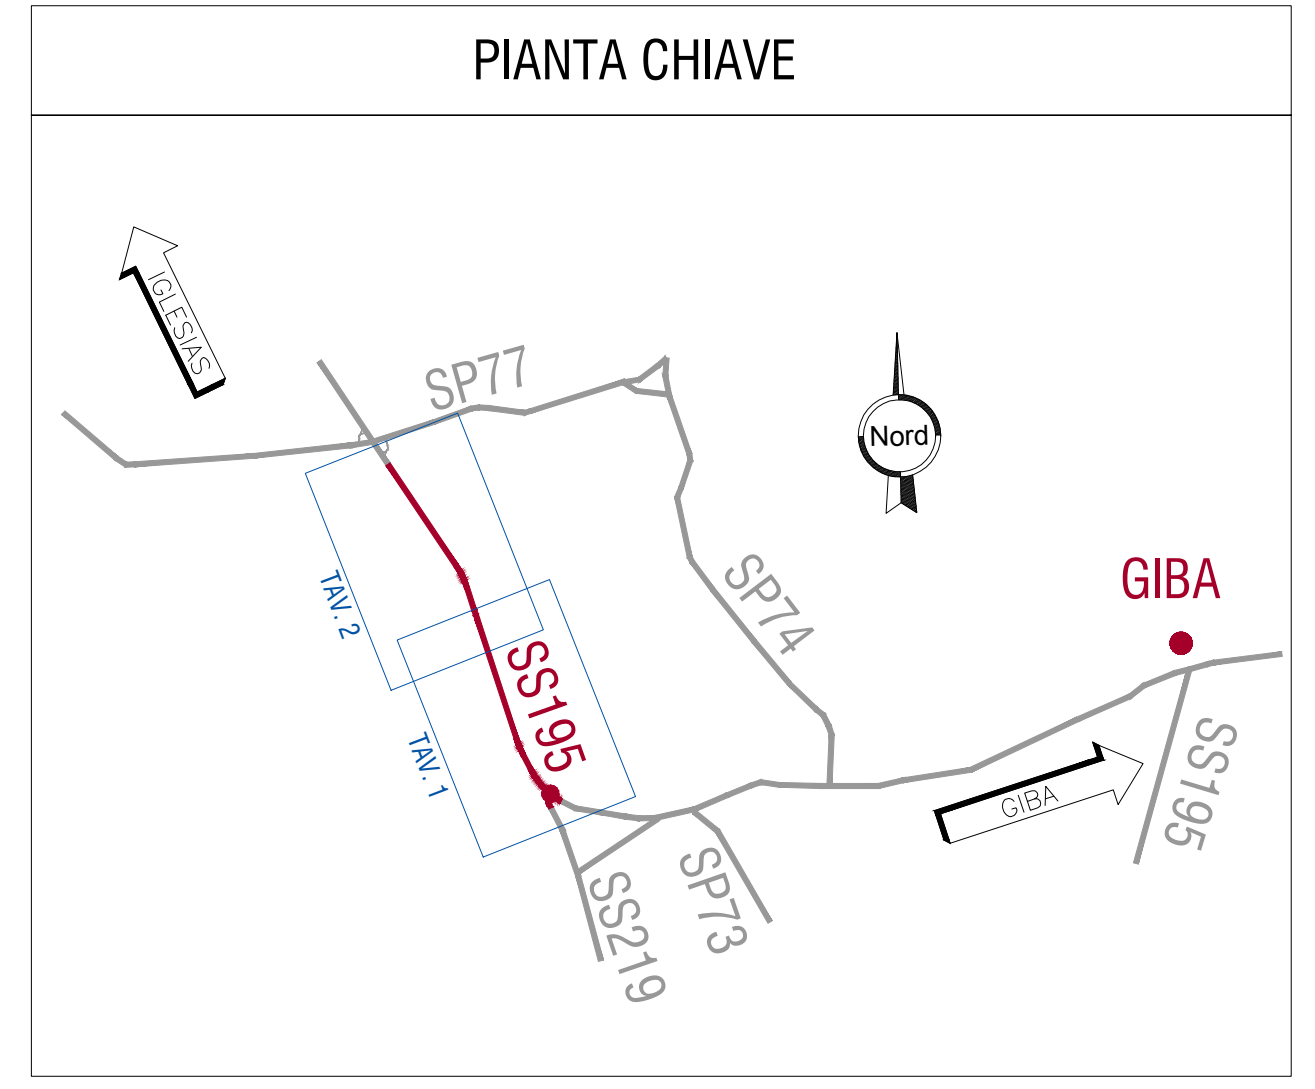 PIANTA CHIAVE
IGLESIAS
SP77
Nord
SP74
GIBA
TAV. 2
SS195
TAV. 1
SS195
GIBA
SP73
SS219